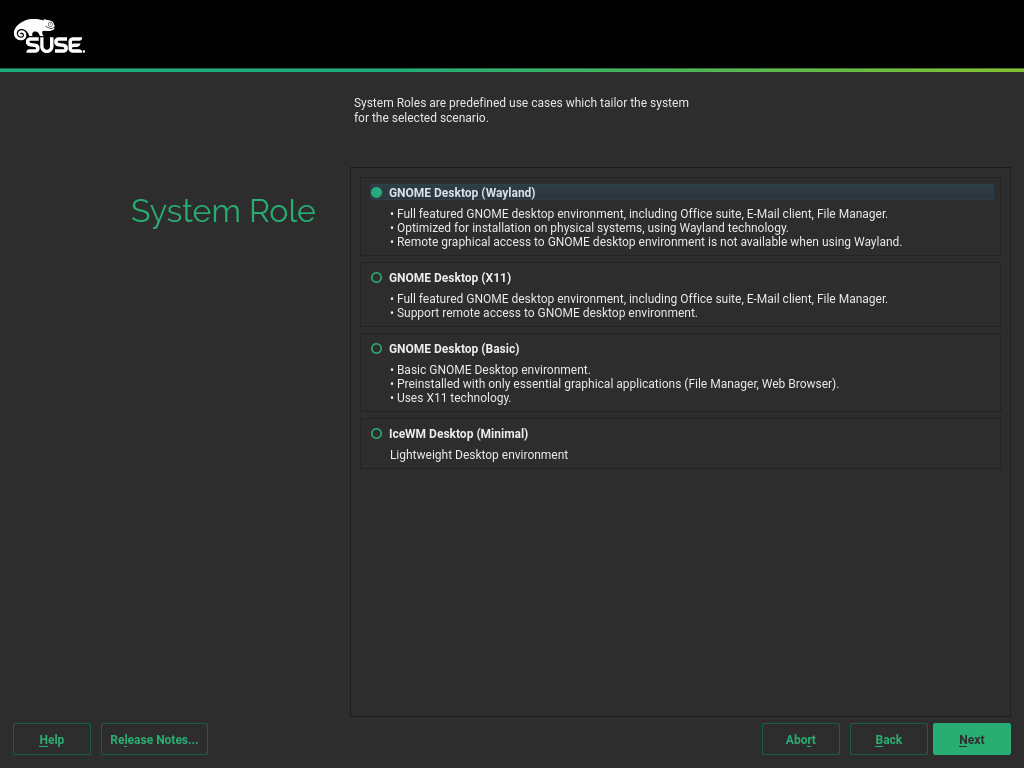 SUSE.
System Roles are predefined use cases which tailor the system
for the selected scenario.
System Role
GNOME Desktop (Wayland)
• Full featured GNOME desktop environment, including Office suite, E-Mail client, File Manager.
• Optimized for installation on physical systems, using Wayland technology.
• Remote graphical access to GNOME desktop environment is not available when using Wayland.
GNOME Desktop (X11)
• Full featured GNOME desktop environment, including Office suite, E-Mail client, File Manager.
• Support remote access to GNOME desktop environment.
GNOME Desktop (Basic)
• Basic GNOME Desktop environment.
• Preinstalled with only essential graphical applications (File Manager, Web Browser).
• Uses X11 technology.
IceWM Desktop (Minimal)
Lightweight Desktop environment
Help
Release Notes...
Abort
Back
Next